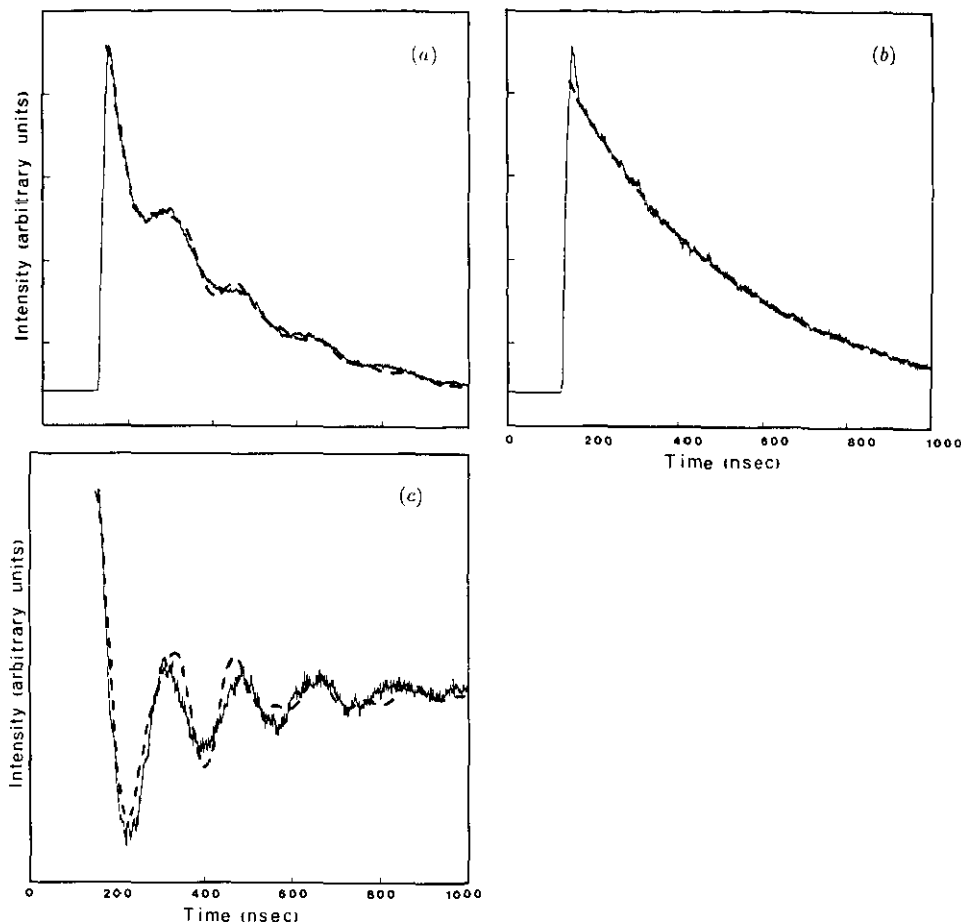 (a)
Intensity (arbitrary units)
(b)
0 200 400 600 800 1000
Time (nsec)
(c)
Intensity (arbitrary units)
0 200 400 600 800 1000
Time (nsec)